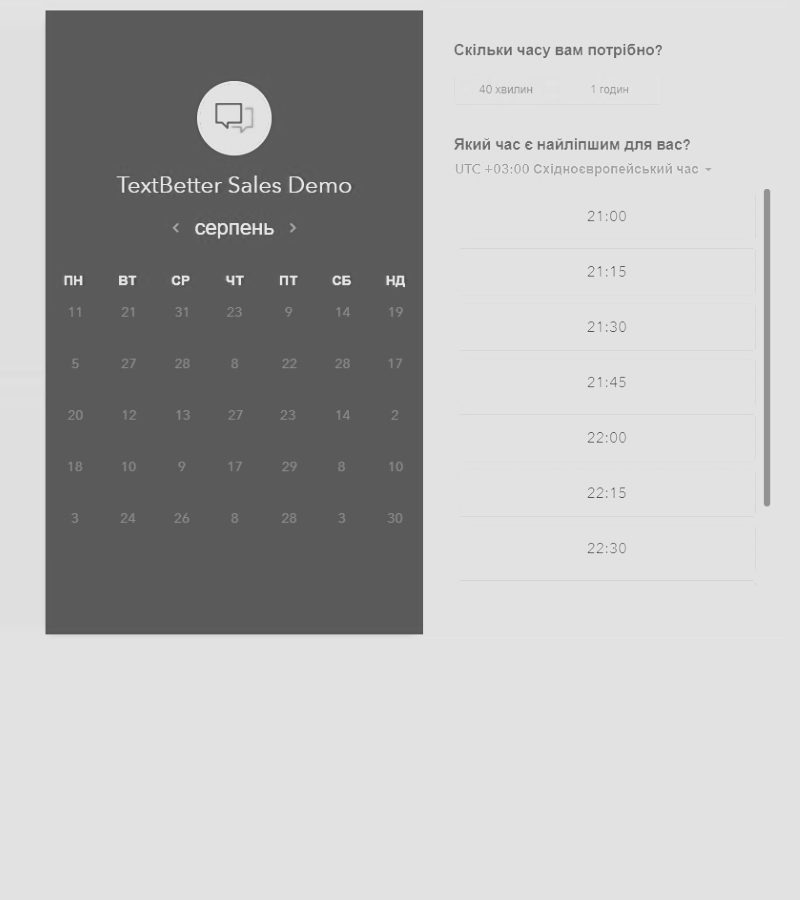 TextBetter Sales Demo
‹ серпень ›
ПН ВТ СР ЧТ ПТ СБ НД
11 21 31 23 9 14 19
5 27 28 8 22 28 17
20 12 13 27 23 14 2
18 10 9 17 29 8 10
3 24 26 8 28 3 30
Скільки часу вам потрібно?
40 хвилин 1 годин
Який час є найліпшим для вас?
UTC +03:00 Східноєвропейський час
21:00
21:15
21:30
21:45
22:00
22:15
22:30